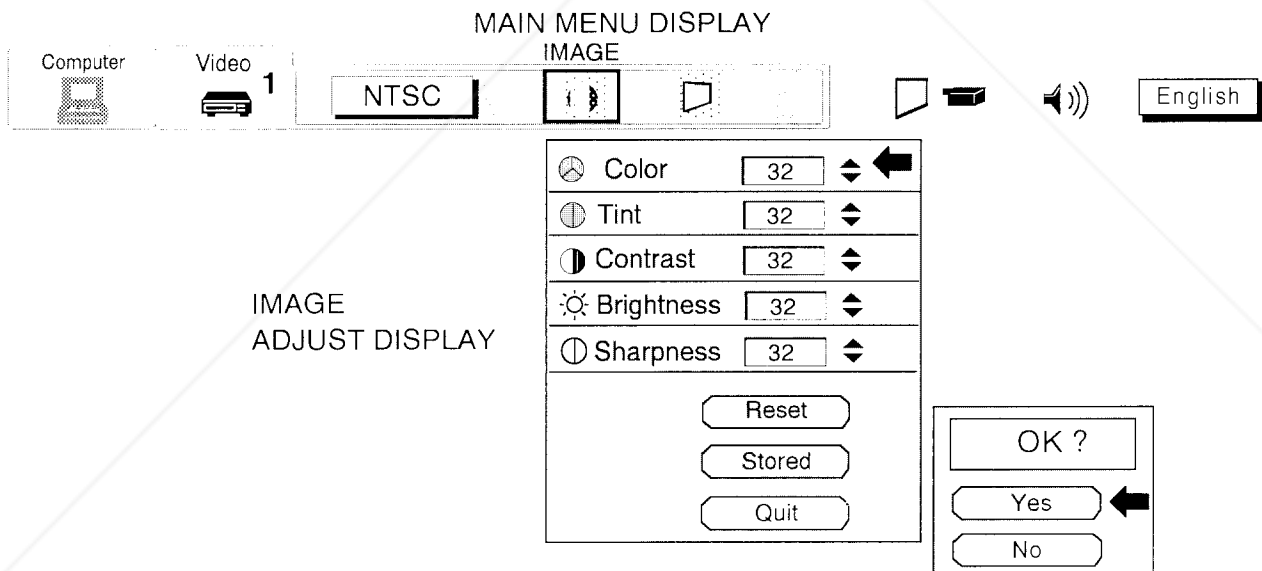 MAIN MENU DISPLAY
IMAGE
Computer
Video
1
NTSC
English
Color 32
Tint 32
Contrast 32
Brightness 32
Sharpness 32
IMAGE
ADJUST DISPLAY
Reset
Stored
Quit
OK ?
Yes
No